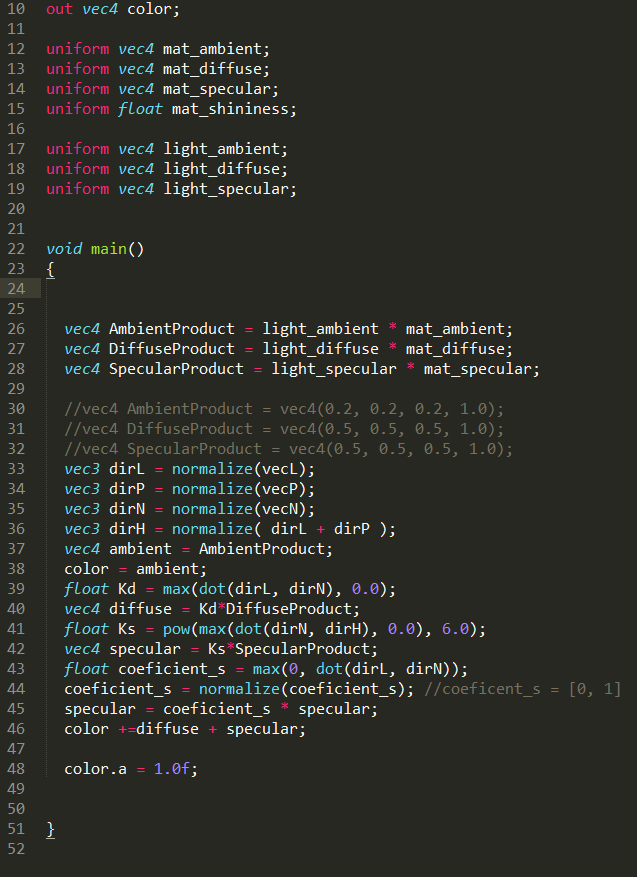 10 out vec4 color;
11
12 uniform vec4 mat_ambient;
13 uniform vec4 mat_diffuse;
14 uniform vec4 mat_specular;
15 uniform float mat_shininess;
16
17 uniform vec4 light_ambient;
18 uniform vec4 light_diffuse;
19 uniform vec4 light_specular;
20
21
22 void main()
23 {
24
25
26   vec4 AmbientProduct = light_ambient * mat_ambient;
27   vec4 DiffuseProduct = light_diffuse * mat_diffuse;
28   vec4 SpecularProduct = light_specular * mat_specular;
29
30   //vec4 AmbientProduct = vec4(0.2, 0.2, 0.2, 1.0);
31   //vec4 DiffuseProduct = vec4(0.5, 0.5, 0.5, 1.0);
32   //vec4 SpecularProduct = vec4(0.5, 0.5, 0.5, 1.0);
33   vec3 dirL = normalize(vecL);
34   vec3 dirP = normalize(vecP);
35   vec3 dirN = normalize(vecN);
36   vec3 dirH = normalize( dirL + dirP );
37   vec4 ambient = AmbientProduct;
38   color = ambient;
39   float Kd = max(dot(dirL, dirN), 0.0);
40   vec4 diffuse = Kd*DiffuseProduct;
41   float Ks = pow(max(dot(dirN, dirH), 0.0), 6.0);
42   vec4 specular = Ks*SpecularProduct;
43   float coeficient_s = max(0, dot(dirL, dirN));
44   coeficient_s = normalize(coeficient_s); //coeficent_s = [0, 1]
45   specular = coeficient_s * specular;
46   color +=diffuse + specular;
47
48   color.a = 1.0f;
49
50
51 }
52